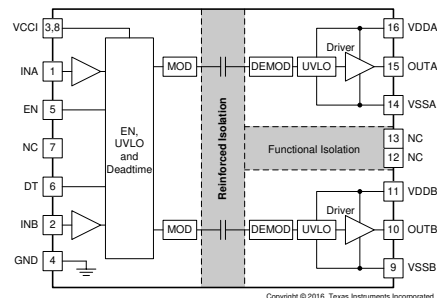 VCCI 3,8
INA 1
EN 5
NC 7
DT 6
INB 2
GND 4
EN,
UVLO
and
Deadtime
MOD
DEMOD
UVLO
Driver
16 VDDA
15 OUTA
14 VSSA
Reinforced Isolation
Functional Isolation
13 NC
12 NC
MOD
DEMOD
UVLO
Driver
11 VDDB
10 OUTB
9 VSSB
Copyright © 2016, Texas Instruments Incorporated